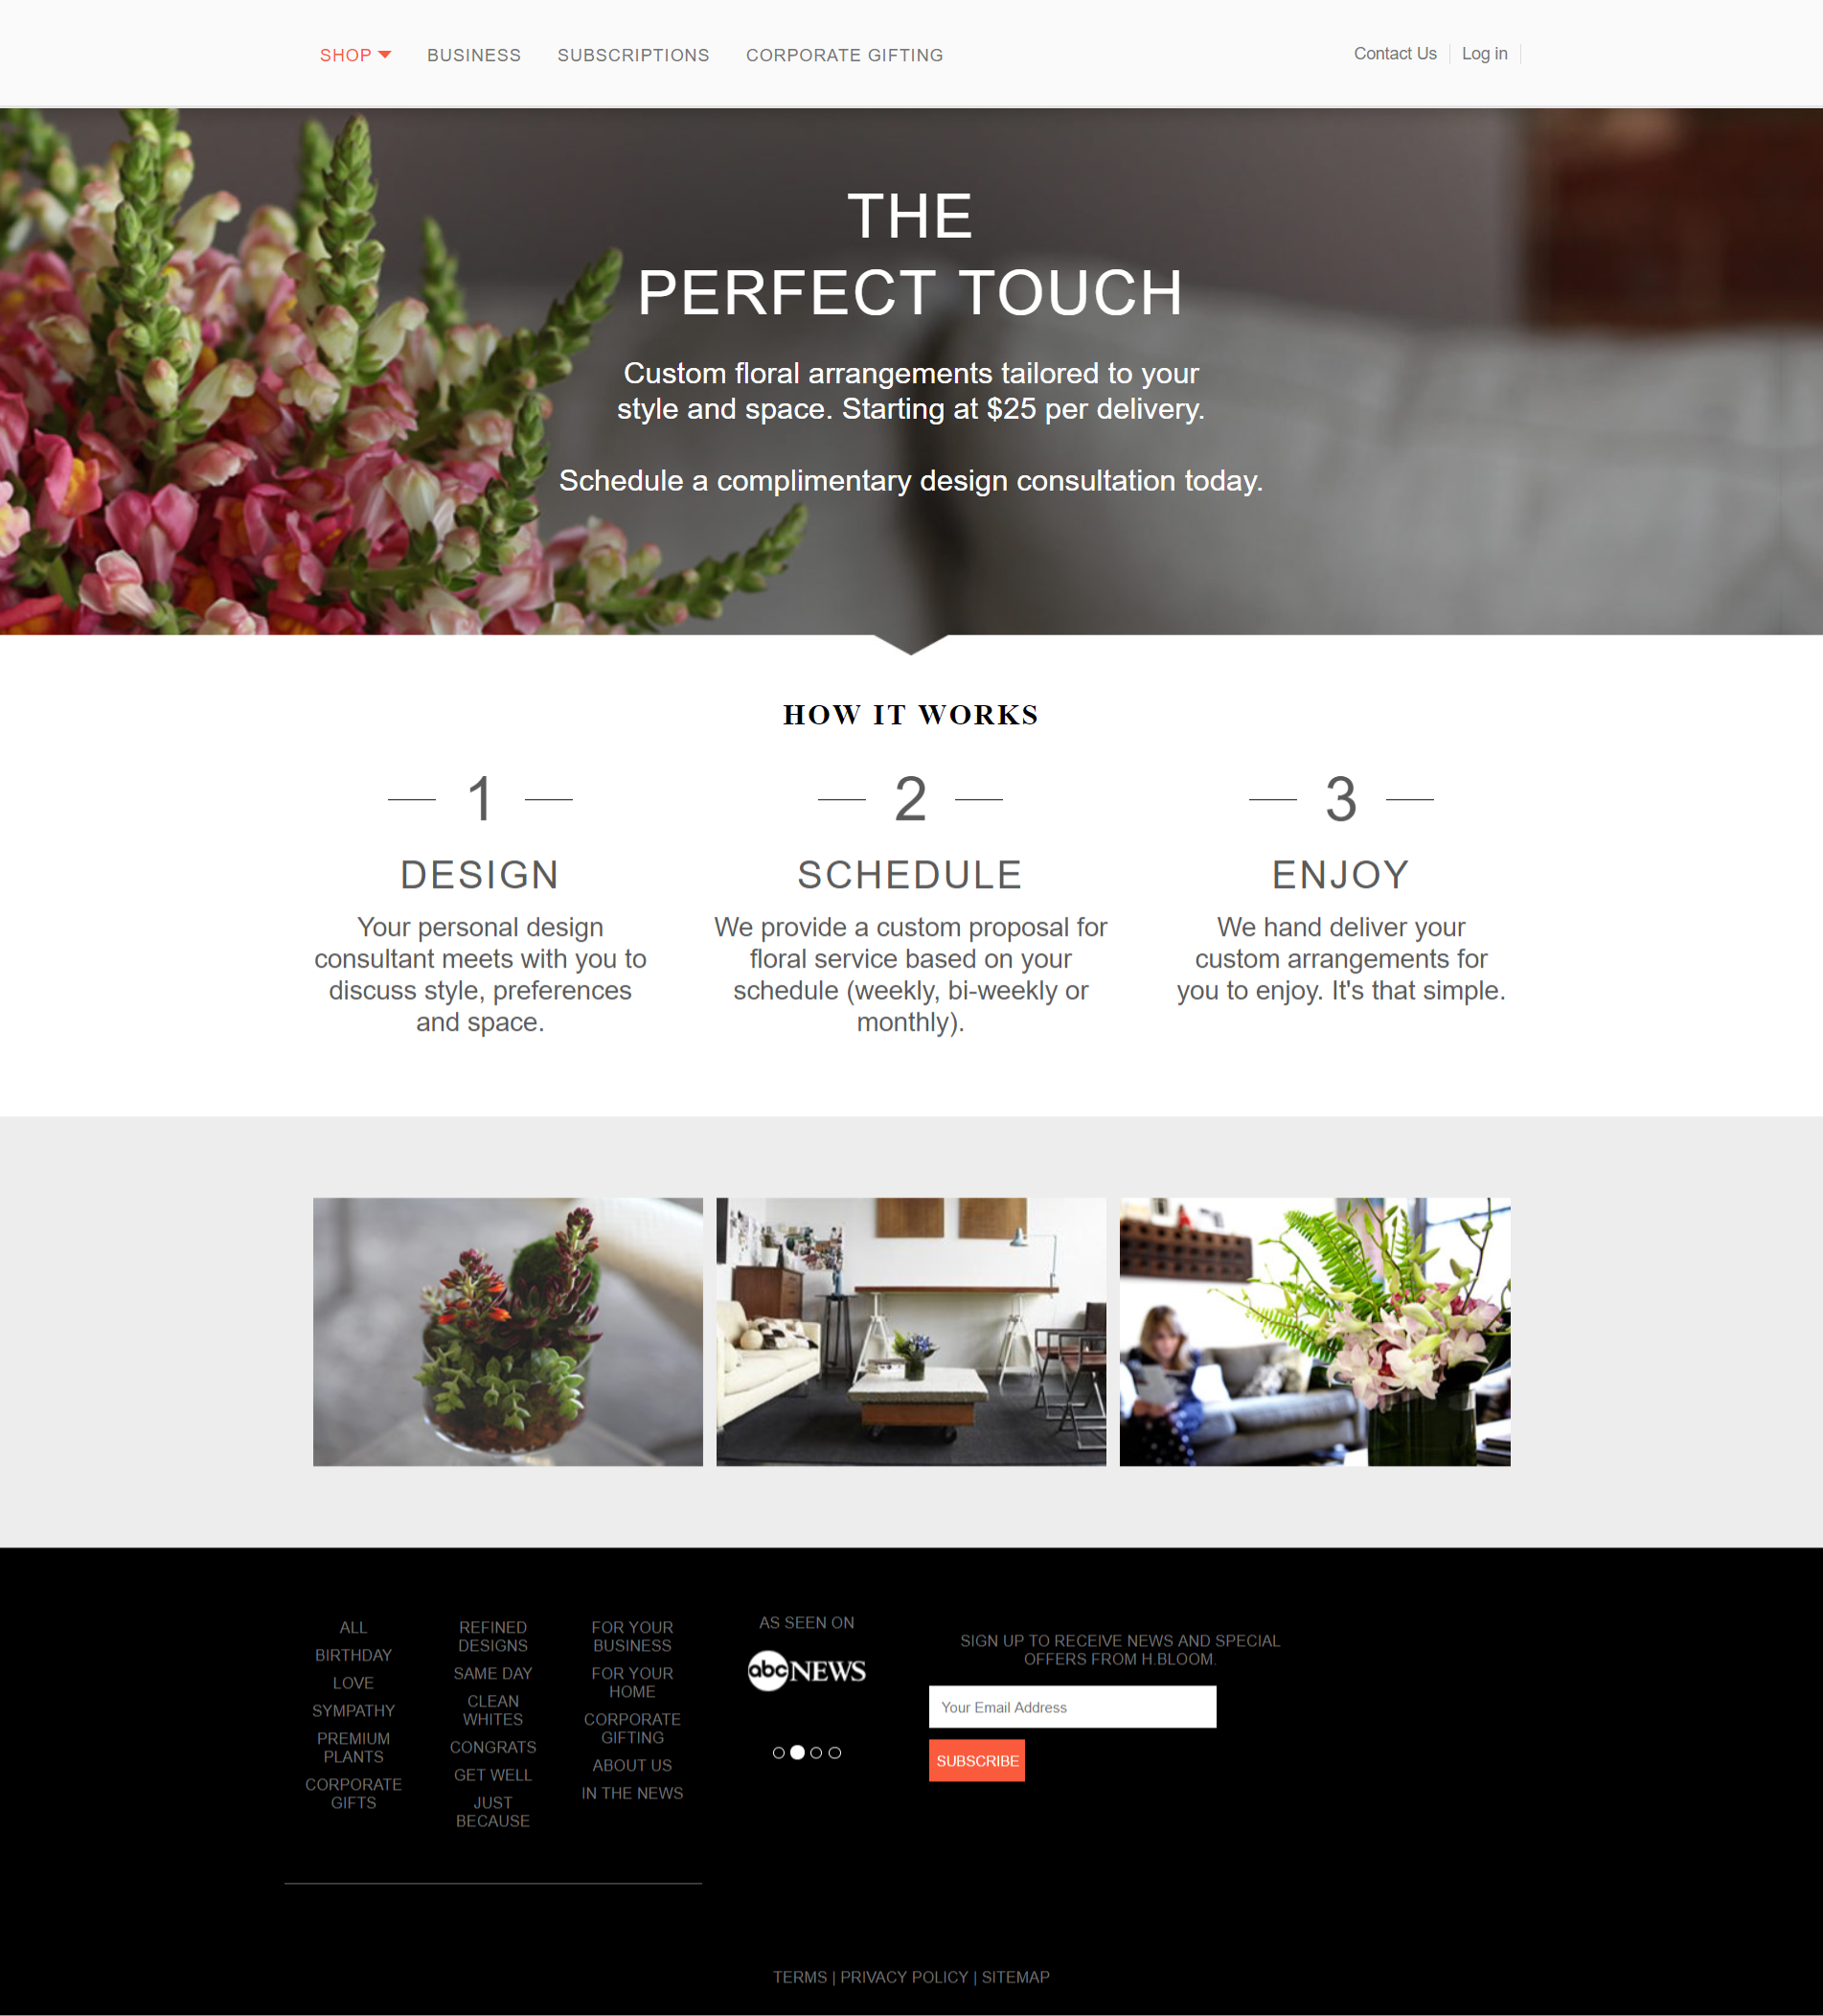 SHOP BUSINESS SUBSCRIPTIONS CORPORATE GIFTING Contact Us Log in
THE
PERFECT TOUCH
Custom floral arrangements tailored to your
style and space. Starting at $25 per delivery.
Schedule a complimentary design consultation today.
HOW IT WORKS
1
DESIGN
Your personal design
consultant meets with you to
discuss style, preferences
and space.
2
SCHEDULE
We provide a custom proposal for
floral service based on your
schedule (weekly, bi-weekly or
monthly).
3
ENJOY
We hand deliver your
custom arrangements for
you to enjoy. It's that simple.
ALL
BIRTHDAY
LOVE
SYMPATHY
PREMIUM
PLANTS
CORPORATE
GIFTS
REFINED
DESIGNS
SAME DAY
CLEAN
WHITES
CONGRATS
GET WELL
JUST
BECAUSE
FOR YOUR
BUSINESS
FOR YOUR
HOME
CORPORATE
GIFTING
ABOUT US
IN THE NEWS
AS SEEN ON
abc NEWS
SIGN UP TO RECEIVE NEWS AND SPECIAL
OFFERS FROM H.BLOOM.
Your Email Address
SUBSCRIBE
TERMS | PRIVACY POLICY | SITEMAP